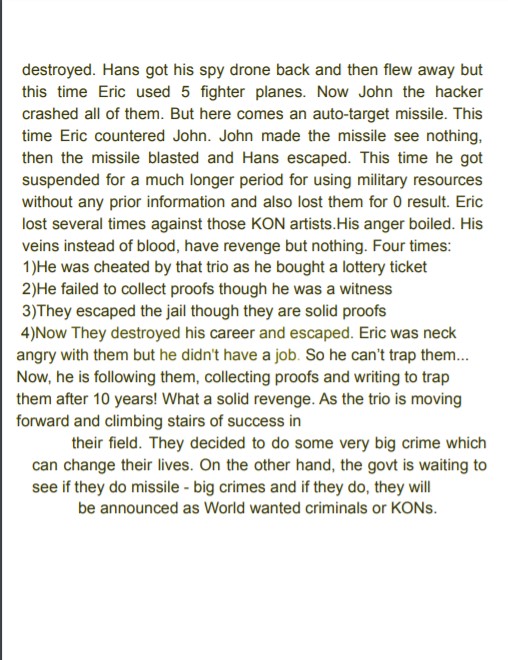 destroyed. Hans got his spy drone back and then flew away but
this time Eric used 5 fighter planes. Now John the hacker
crashed all of them. But here comes an auto-target missile. This
time Eric countered John. John made the missile see nothing,
then the missile blasted and Hans escaped. This time he got
suspended for a much longer period for using military resources
without any prior information and also lost them for 0 result. Eric
lost several times against those KON artists.His anger boiled. His
veins instead of blood, have revenge but nothing. Four times:
1)He was cheated by that trio as he bought a lottery ticket
2)He failed to collect proofs though he was a witness
3)They escaped the jail though they are solid proofs
4)Now They destroyed his career and escaped. Eric was neck
angry with them but he didn't have a job. So he can't trap them...
Now, he is following them, collecting proofs and writing to trap
them after 10 years! What a solid revenge. As the trio is moving
forward and climbing stairs of success in
their field. They decided to do some very big crime which
can change their lives. On the other hand, the govt is waiting to
see if they do missile - big crimes and if they do, they will
be announced as World wanted criminals or KONs.